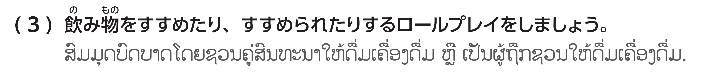 （3）飲み物をすすめたり、すすめられたりするロールプレイをしましょう。
ສົມມຸດບົດບາດໂດຍຊວນຄູ່ສົນທະນາໃຫ້ດື່ມເຄື່ອງດື່ມ ຫຼື ເປັນຜູ້ຖືກຊວນໃຫ້ດື່ມເຄື່ອງດື່ມ.